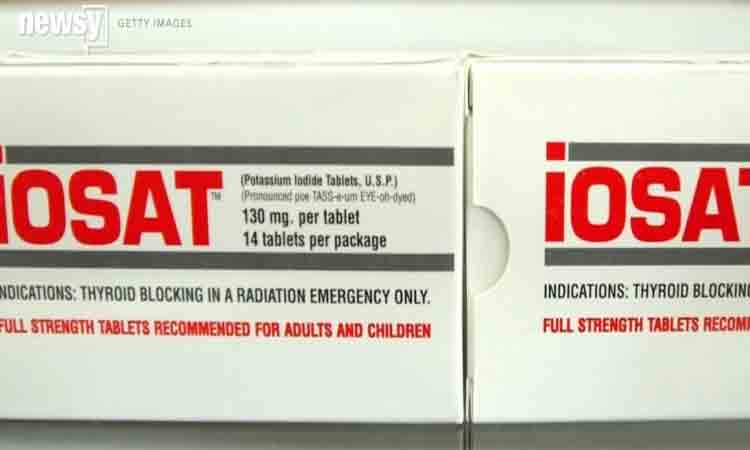 newsy
GETTY IMAGES
iOSAT™
(Potassium Iodide Tablets, U.S.P.)
(Pronounced poe TASS-e-um EYE-oh-dyed)
130 mg. per tablet
14 tablets per package
NDICATIONS: THYROID BLOCKING IN A RADIATION EMERGENCY ONLY.
FULL STRENGTH TABLETS RECOMMENDED FOR ADULTS AND CHILDREN
iOSA
INDICATIONS: THYROID BLOCKING
FULL STRENGTH TABLETS RECOM